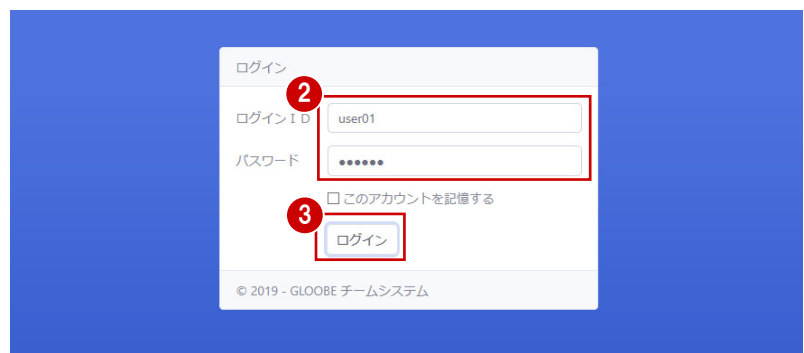 ログイン
2
ログインＩＤ user01
パスワード ●●●●●●
このアカウントを記憶する
3
ログイン
© 2019 - GLOOBE チームシステム